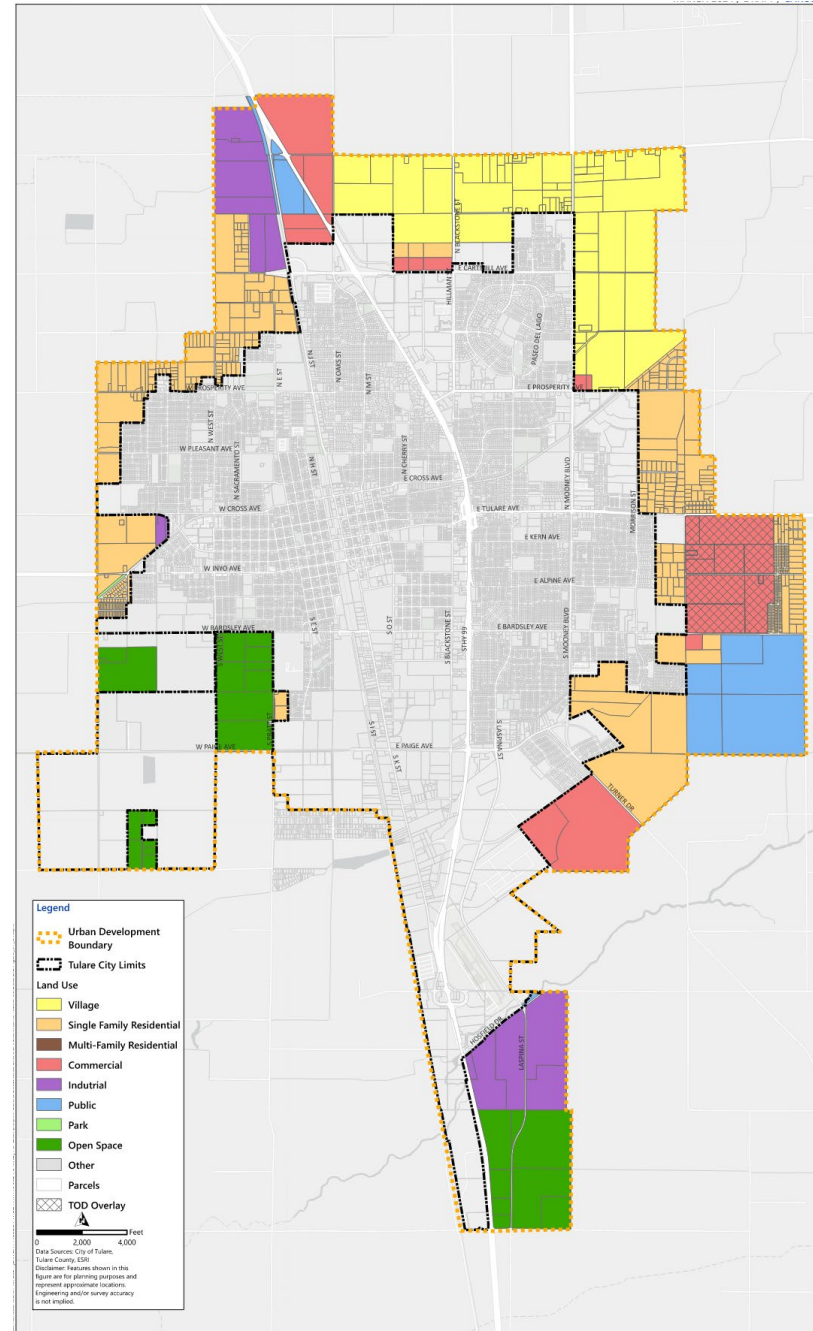 N BLACKSTONE ST
E CARTMILL AVE
HILLMAN
PASEO DEL LAGO
N J ST
N OAKS ST
N M ST
N E ST
W PROSPERITY AVE
E PROSPERITY AVE
N WEST ST
W PLEASANT AVE
N SACRAMENTO ST
N H ST
N CHERRY ST
E CROSS AVE
N MOONEY BLVD
MORRISON ST
W CROSS AVE
E TULARE AVE
E KERN AVE
W INYO AVE
E ALPINE AVE
W BARDSLEY AVE
S E ST
S O ST
S BLACKSTONE ST
STHY 99
E BARDSLEY AVE
S MOONEY BLVD
W PAIGE AVE
S I ST
S K ST
E PAIGE AVE
S LASPINA ST
TURNER DR
HOSFIELD DR
LASPINA ST
Legend
Urban Development
Boundary
Tulare City Limits
Land Use
Village
Single Family Residential
Multi-Family Residential
Commercial
Indutrial
Public
Park
Open Space
Other
Parcels
TOD Overlay
Feet
0 2,000 4,000
Data Sources: City of Tulare,
Tulare County, ESRI
Disclaimer: Features shown in this
figure are for planning purposes and
represent approximate locations.
Engineering and/or survey accuracy
is not implied.